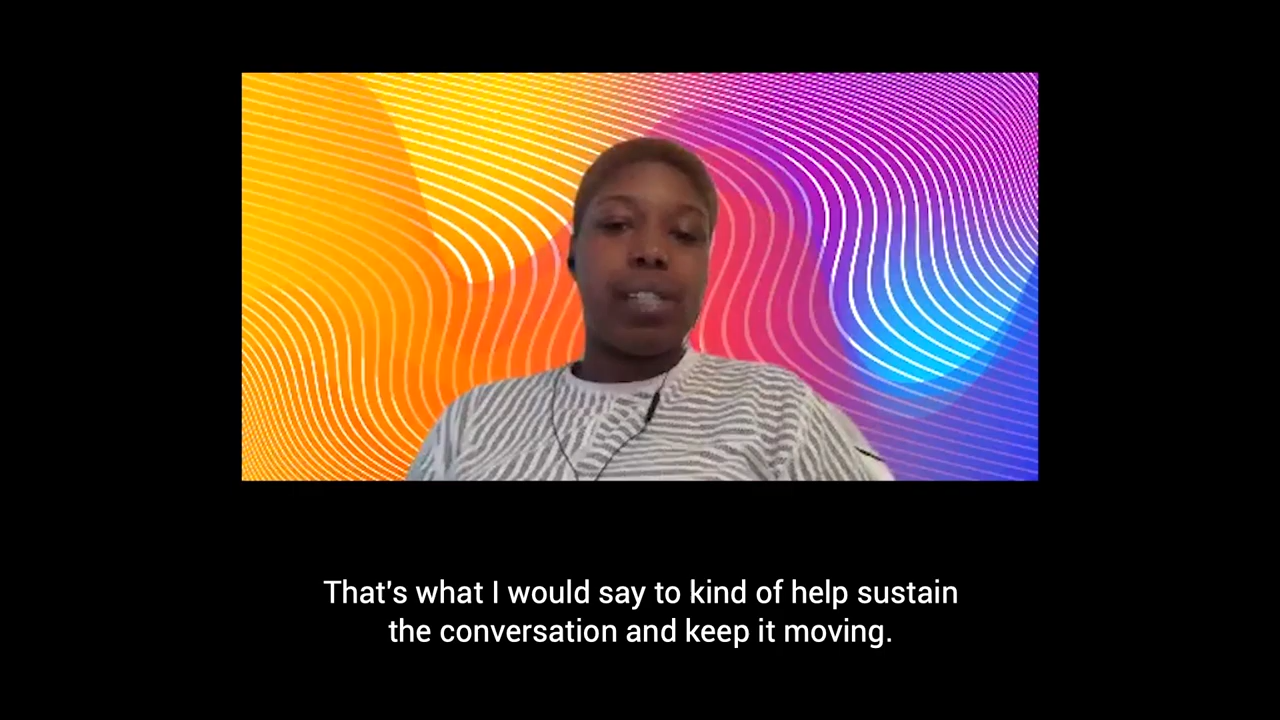 That's what I would say to kind of help sustain
the conversation and keep it moving.